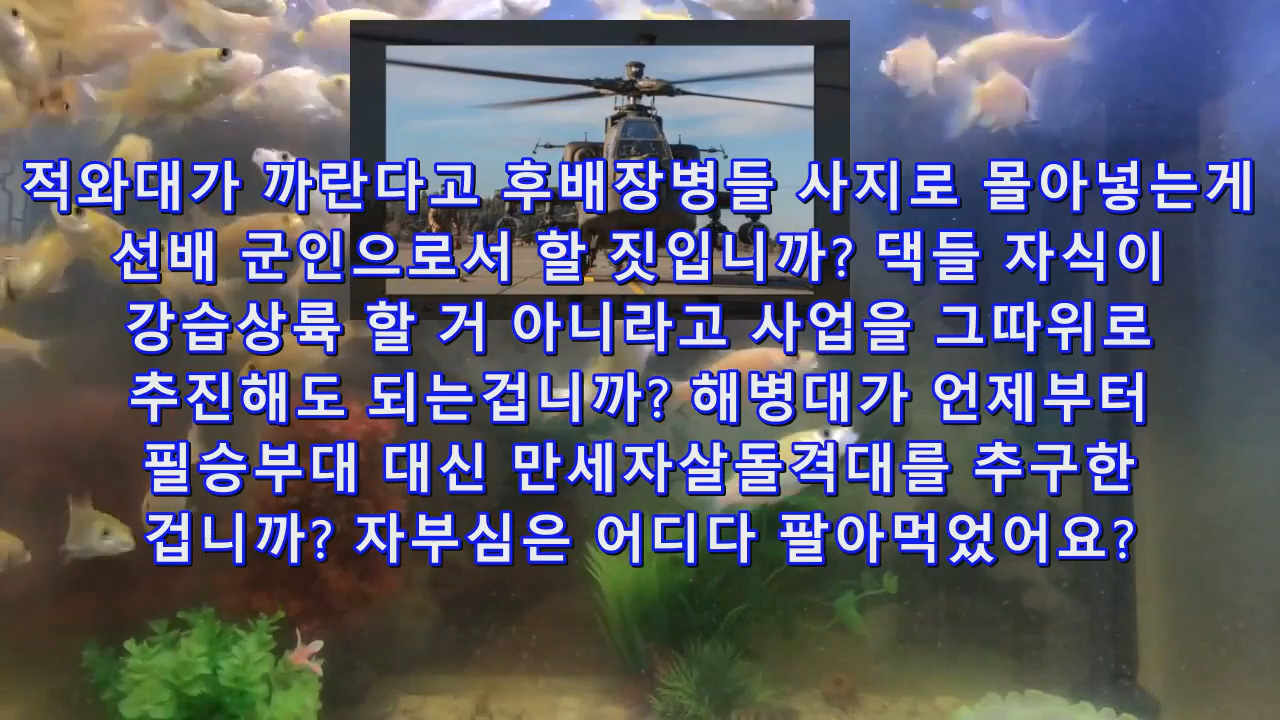 적와대가 까란다고 후배장병들 사지로 몰아넣는게
선배 군인으로서 할 짓입니까? 댁들 자식이
강습상륙 할 거 아니라고 사업을 그따위로
추진해도 되는겁니까? 해병대가 언제부터
필승부대 대신 만세자살돌격대를 추구한
겁니까? 자부심은 어디다 팔아먹었어요?